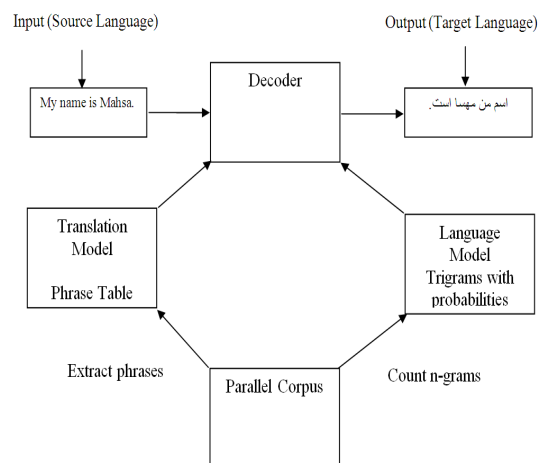 Input (Source Language)
Output (Target Language)
My name is Mahsa.
Decoder
اسم من مهسا است.
Translation
Model
Phrase Table
Language
Model
Trigrams with
probabilities
Extract phrases
Parallel Corpus
Count n-grams